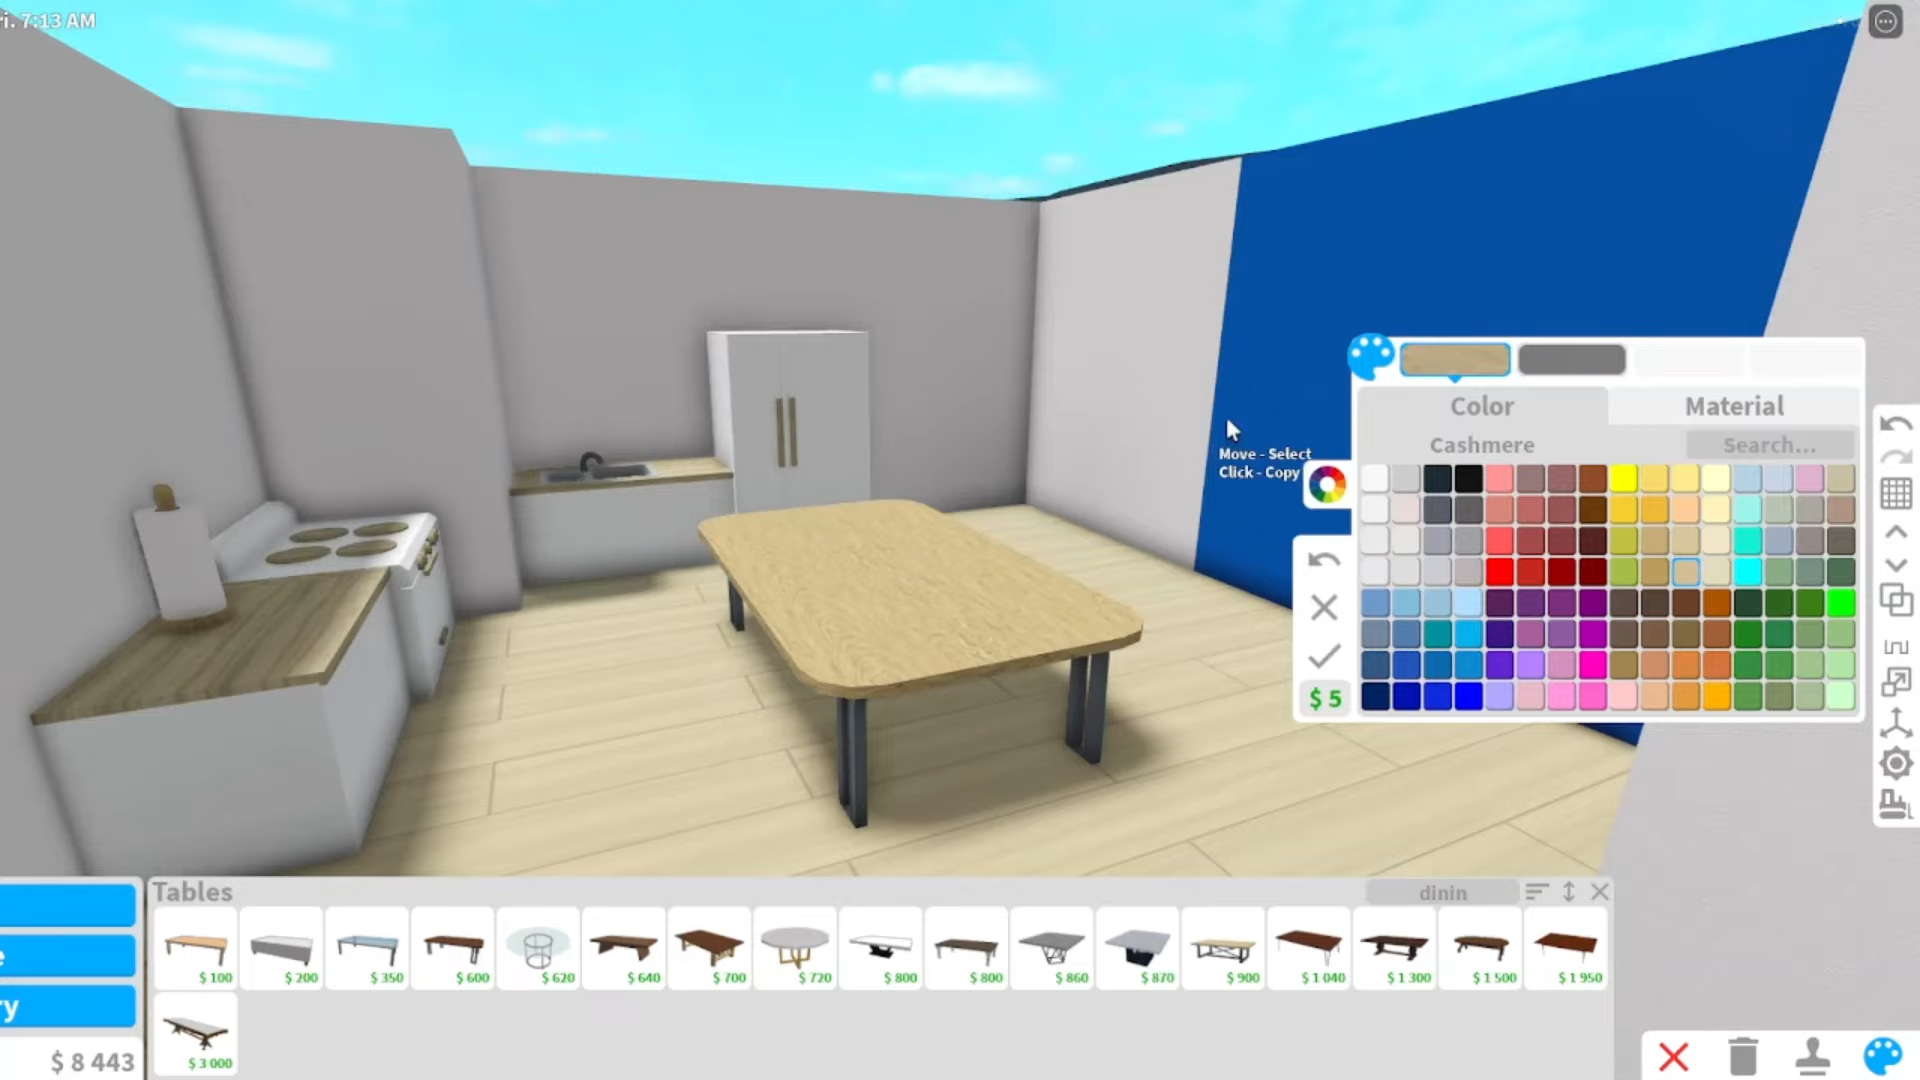 ri. 7:13 AM
Move - Select
Click - Copy
Color
Material
Cashmere
Search...
$ 5
Tables
dinin
$ 100
$ 200
$ 350
$ 600
$ 620
$ 640
$ 700
$ 720
$ 800
$ 800
$ 860
$ 870
$ 900
$ 1 040
$ 1 300
$ 1 500
$ 1 950
$ 3 000
e
ry
$ 8 443